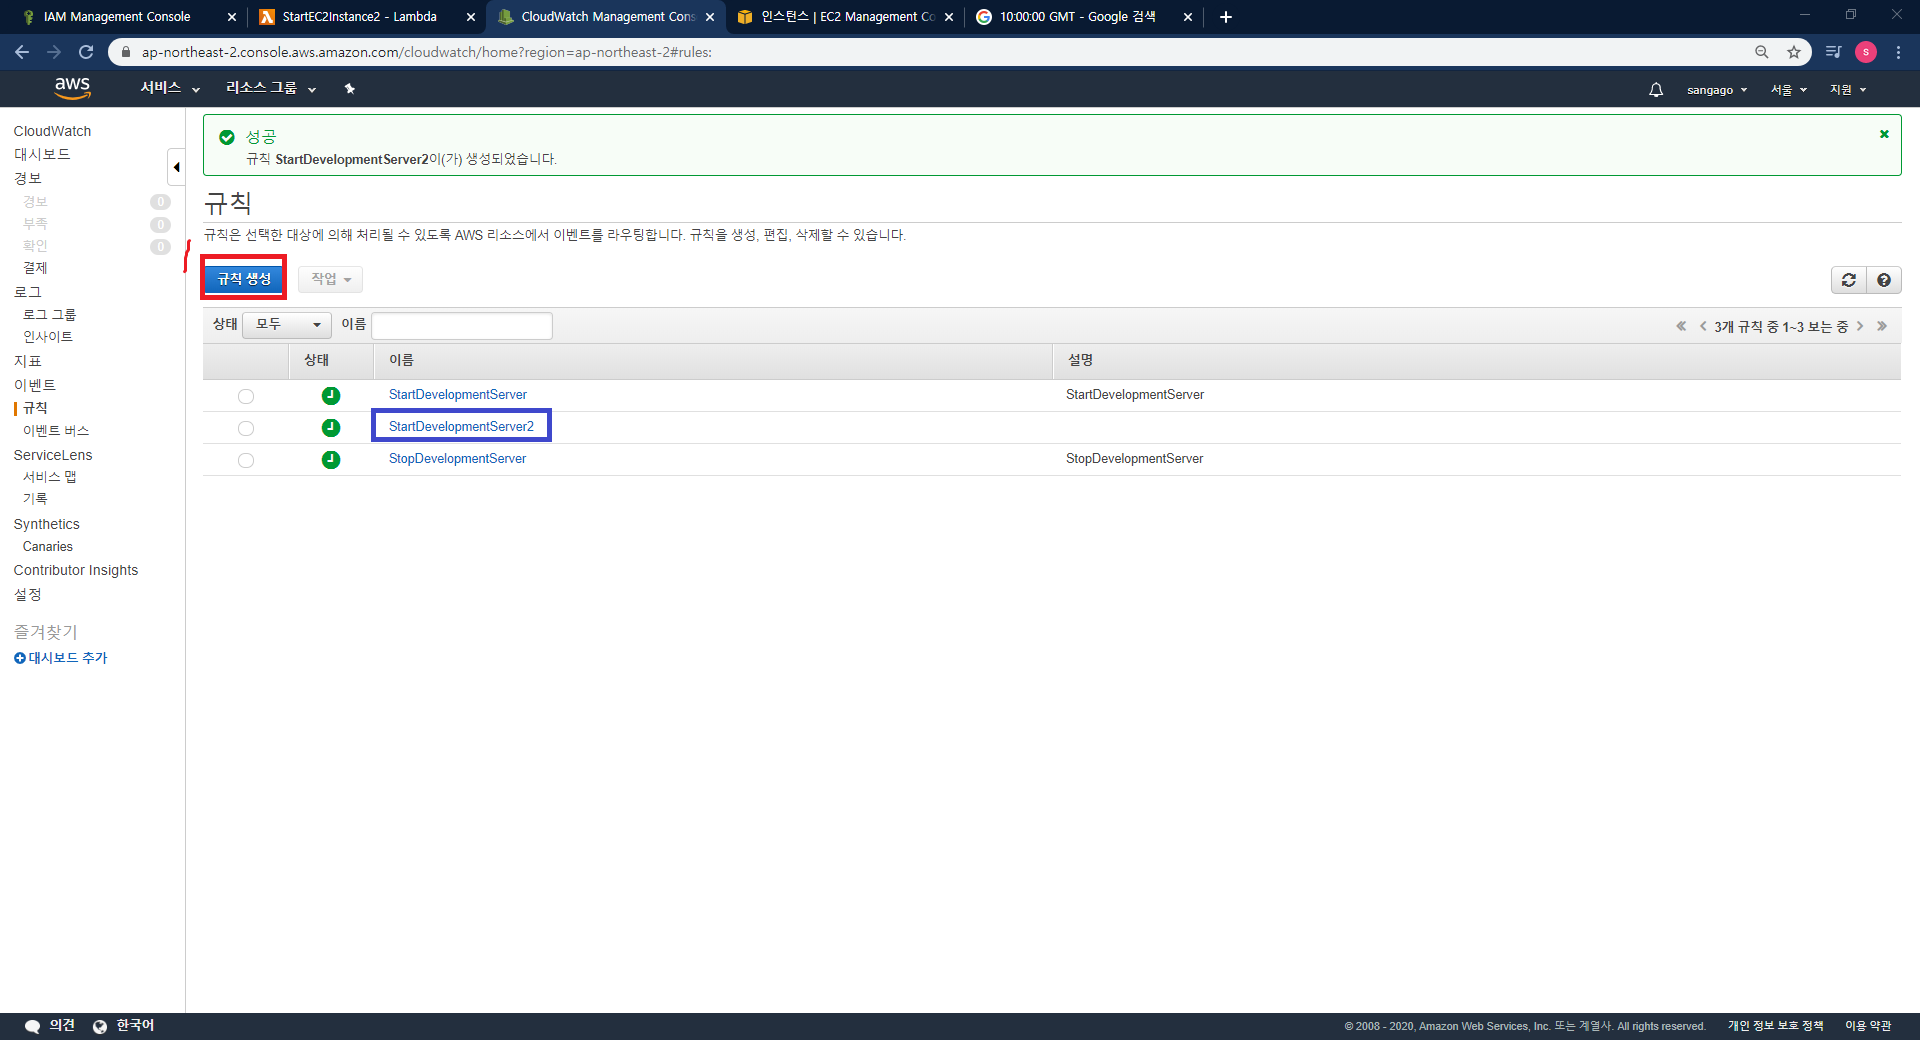 IAM Management Console
StartEC2Instance2 - Lambda
CloudWatch Management Cons
인스턴스 | EC2 Management Co
10:00:00 GMT - Google 검색
ap-northeast-2.console.aws.amazon.com/cloudwatch/home?region=ap-northeast-2#rules:
s
aws
서비스
리소스 그룹
sangago
서울
지원
CloudWatch
대시보드
경보
경보 0
부족 0
확인 0
결제
로그
로그 그룹
인사이트
지표
이벤트
규칙
이벤트 버스
ServiceLens
서비스 맵
기록
Synthetics
Canaries
Contributor Insights
설정
즐겨찾기
대시보드 추가
성공
규칙 StartDevelopmentServer2이(가) 생성되었습니다.
규칙
규칙은 선택한 대상에 의해 처리될 수 있도록 AWS 리소스에서 이벤트를 라우팅합니다. 규칙을 생성, 편집, 삭제할 수 있습니다.
규칙 생성
작업
상태 모두 이름
3개 규칙 중 1~3 보는 중
상태 이름 설명
StartDevelopmentServer StartDevelopmentServer
StartDevelopmentServer2
StopDevelopmentServer StopDevelopmentServer
의견
한국어
© 2008 - 2020, Amazon Web Services, Inc. 또는 계열사. All rights reserved.
개인 정보 보호 정책
이용 약관